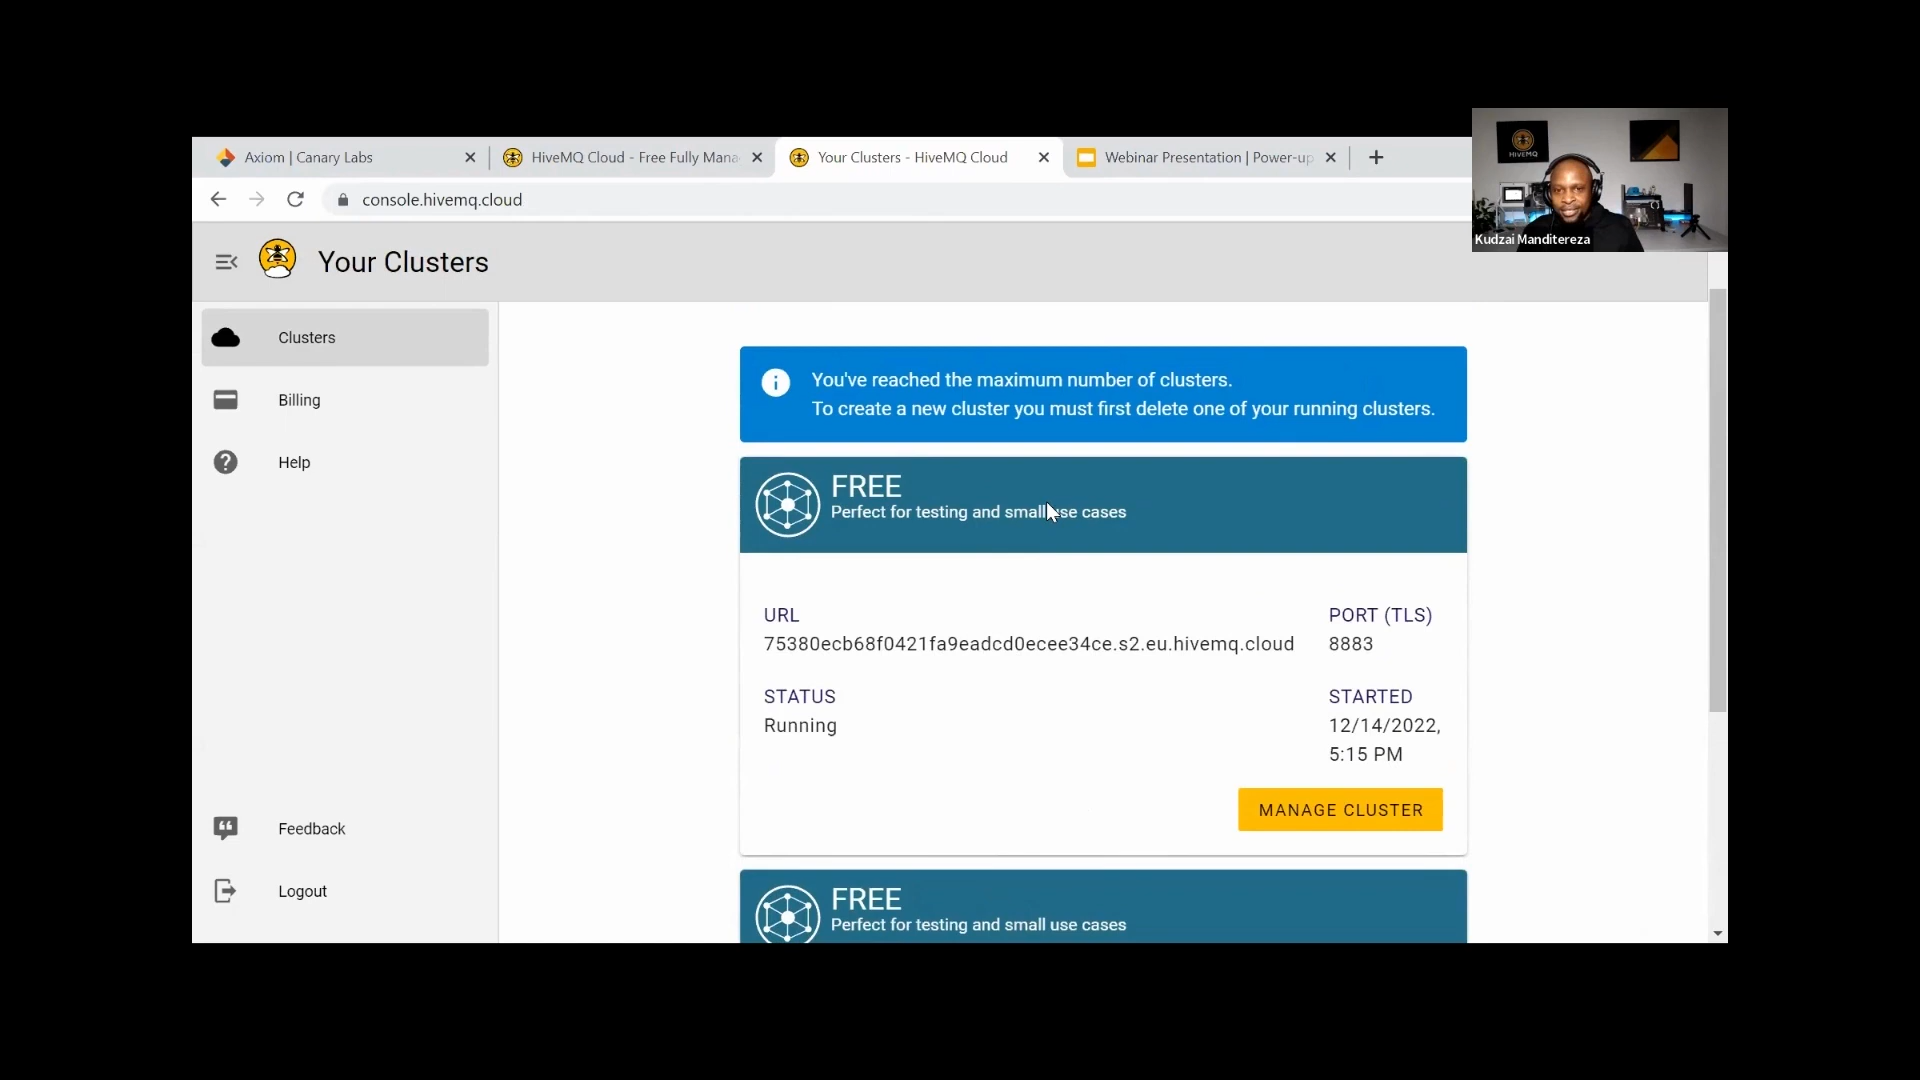 Axiom | Canary Labs
HiveMQ Cloud - Free Fully Mana
Your Clusters - HiveMQ Cloud
Webinar Presentation | Power-up
console.hivemq.cloud
HIVEMQ
Kudzai Manditereza
Your Clusters
Clusters
Billing
Help
Feedback
Logout
You've reached the maximum number of clusters.
To create a new cluster you must first delete one of your running clusters.
FREE
Perfect for testing and small use cases
URL
75380ecb68f0421fa9eadcd0ecee34ce.s2.eu.hivemq.cloud
PORT (TLS)
8883
STATUS
Running
STARTED
12/14/2022,
5:15 PM
MANAGE CLUSTER
FREE
Perfect for testing and small use cases